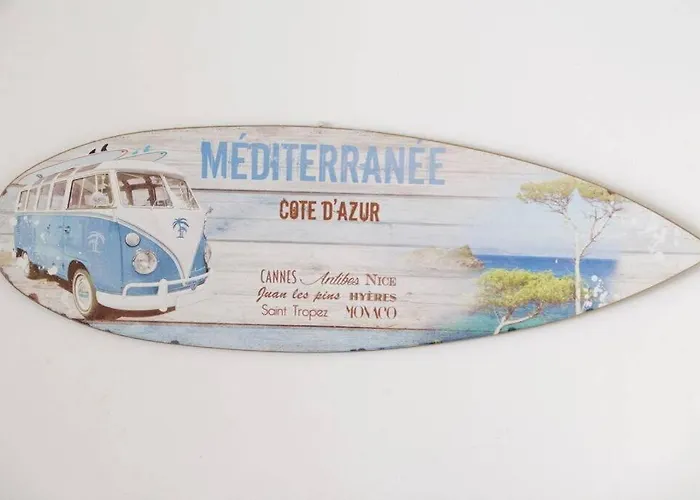 MÉDITERRANÉE
COTE D'AZUR
CANNES Antibes NICE
Juan les pins HYÈRES
Saint Tropez MONACO